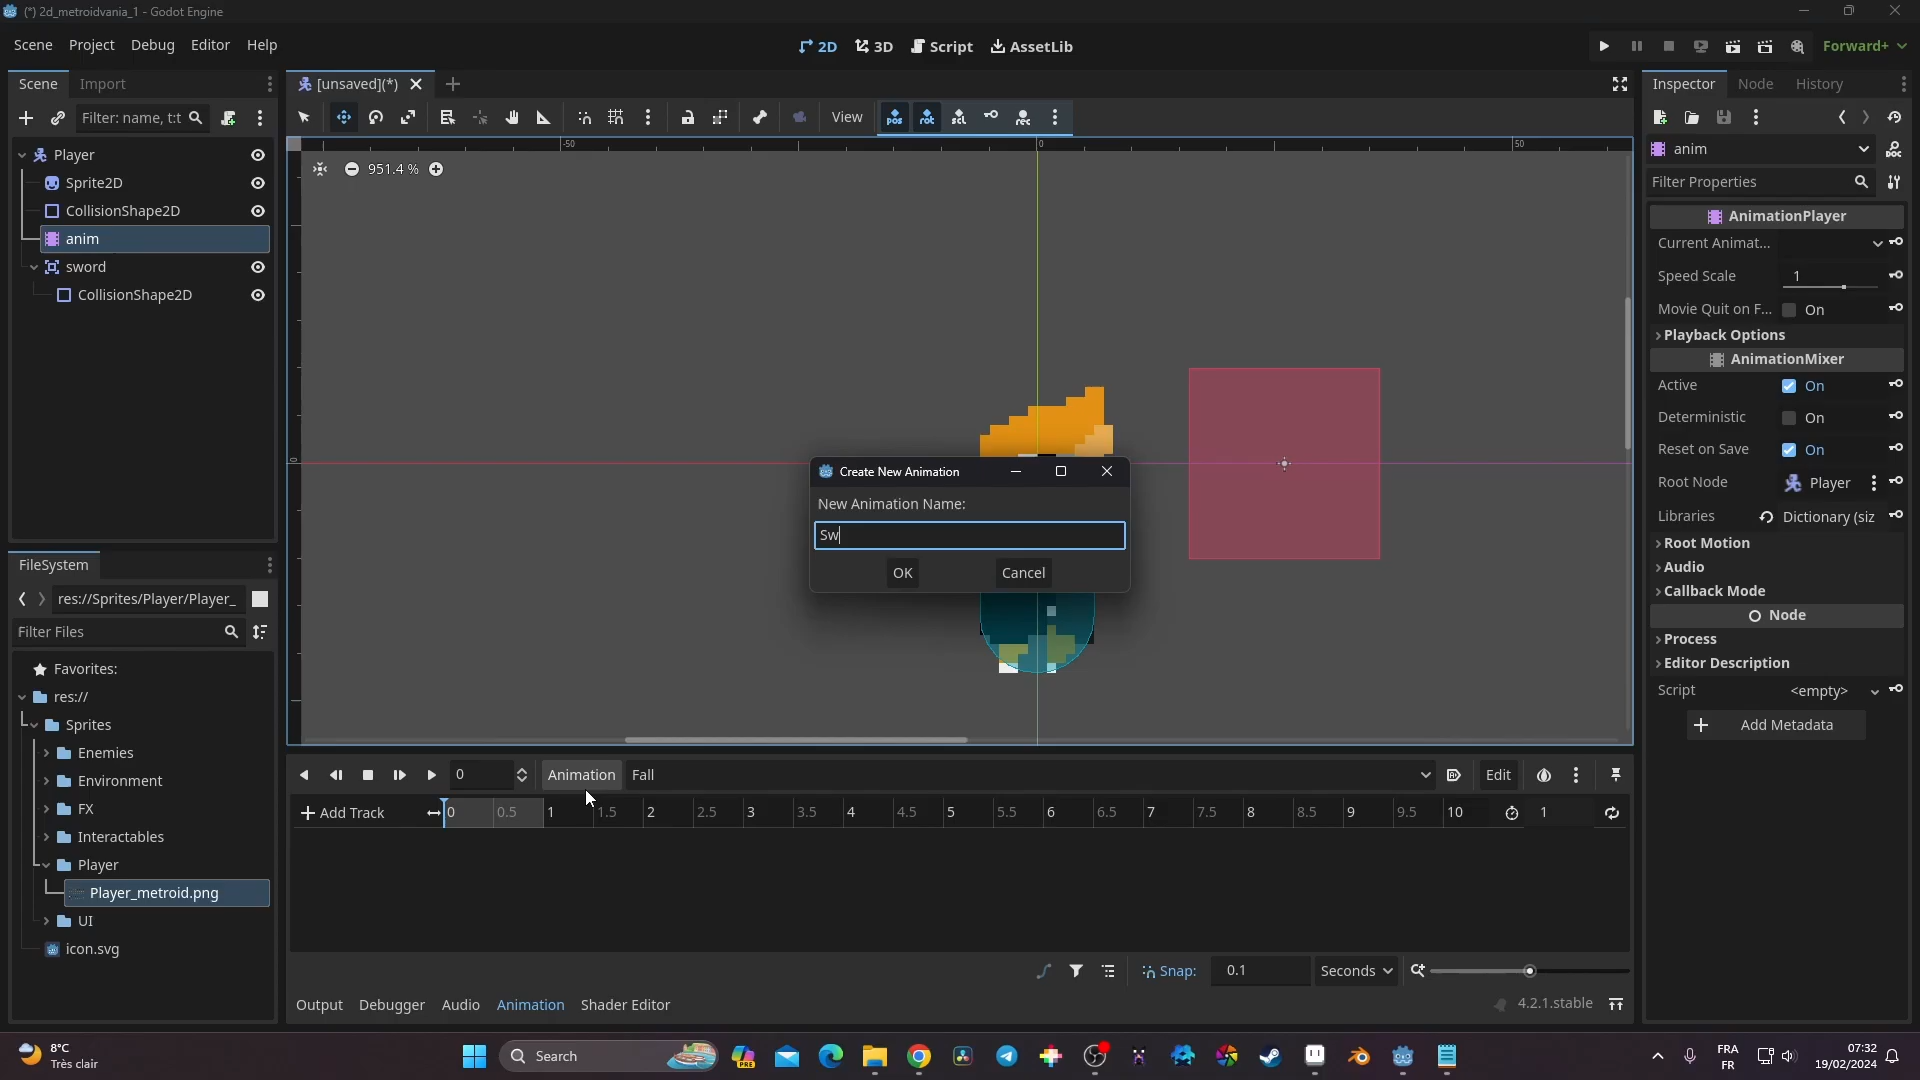 (*) 2d_metroidvania_1 - Godot Engine
Scene Project Debug Editor Help
2D 3D Script AssetLib
Forward+
Scene Import
[unsaved](*)
Inspector Node History
Filter: name, t:t
View
pos rot scl rec
-50 0 50
951.4 %
Player
Sprite2D
CollisionShape2D
anim
sword
CollisionShape2D
anim
Filter Properties
AnimationPlayer
Current Animat...
Speed Scale 1
Movie Quit on F... On
Playback Options
AnimationMixer
Active On
Deterministic On
Reset on Save On
Root Node Player
Libraries Dictionary (siz
Root Motion
Audio
Callback Mode
Node
Process
Editor Description
Script <empty>
Add Metadata
0
Create New Animation
New Animation Name:
Sw
OK Cancel
FileSystem
res://Sprites/Player/Player_
Filter Files
Favorites:
res://
Sprites
Enemies
Environment
FX
Interactables
Player
Player_metroid.png
UI
icon.svg
0 Animation Fall Edit
Add Track 0 0.5 1 1.5 2 2.5 3 3.5 4 4.5 5 5.5 6 6.5 7 7.5 8 8.5 9 9.5 10 1
Snap: 0.1 Seconds
Output Debugger Audio Animation Shader Editor
4.2.1.stable
8°C
Très clair
Search
PRE
FRA
FR
07:32
19/02/2024